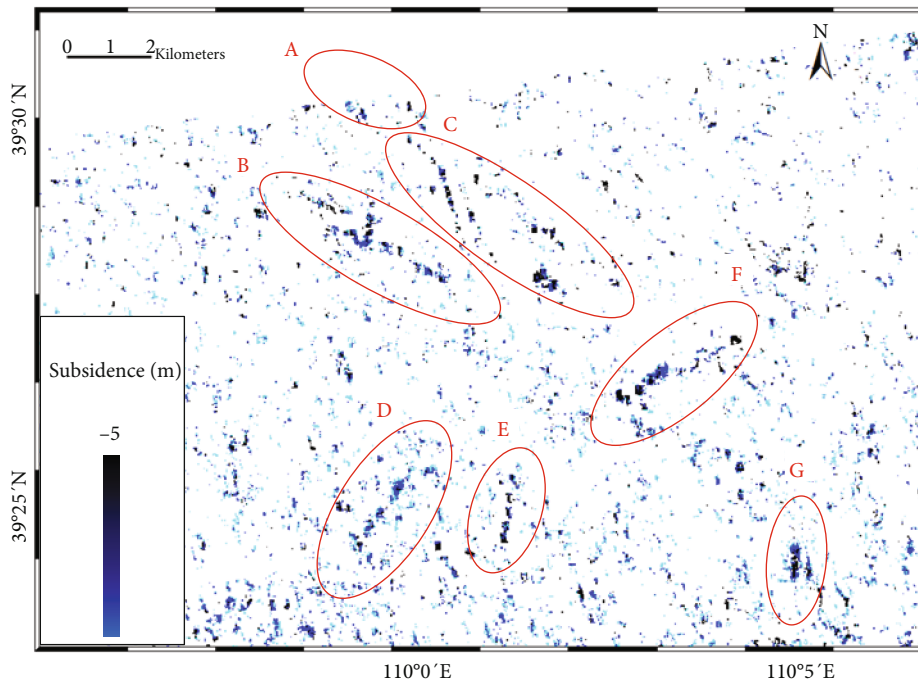 0 1 2
Kilometers
N
A
B
C
F
D
E
G
39°30´N
39°25´N
Subsidence (m)
–5
110°0´E
110°5´E